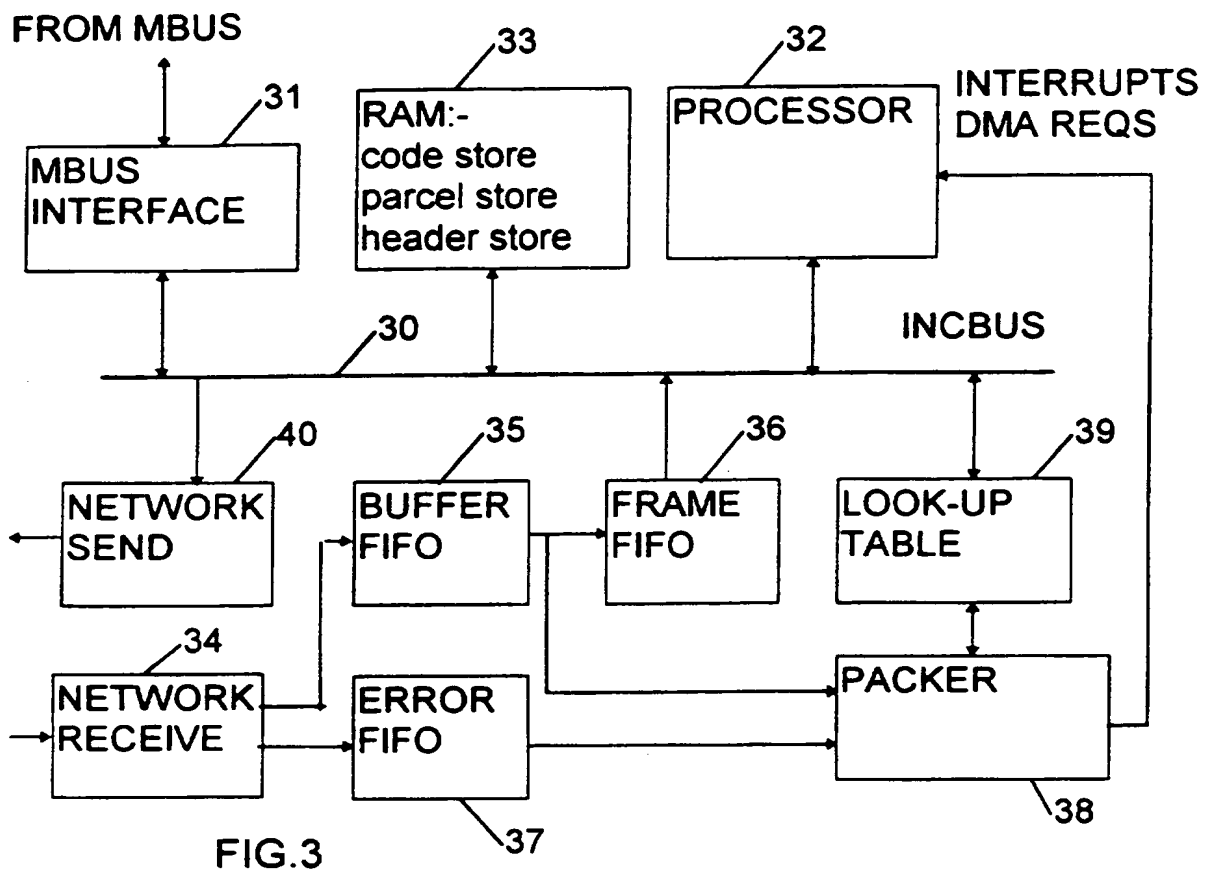 FROM MBUS
33
32
31
RAM:-
code store
parcel store
header store
PROCESSOR
INTERRUPTS
DMA REQS
MBUS
INTERFACE
30
INCBUS
40
35
36
39
NETWORK
SEND
BUFFER
FIFO
FRAME
FIFO
LOOK-UP
TABLE
34
NETWORK
RECEIVE
ERROR
FIFO
PACKER
37
38
FIG.3